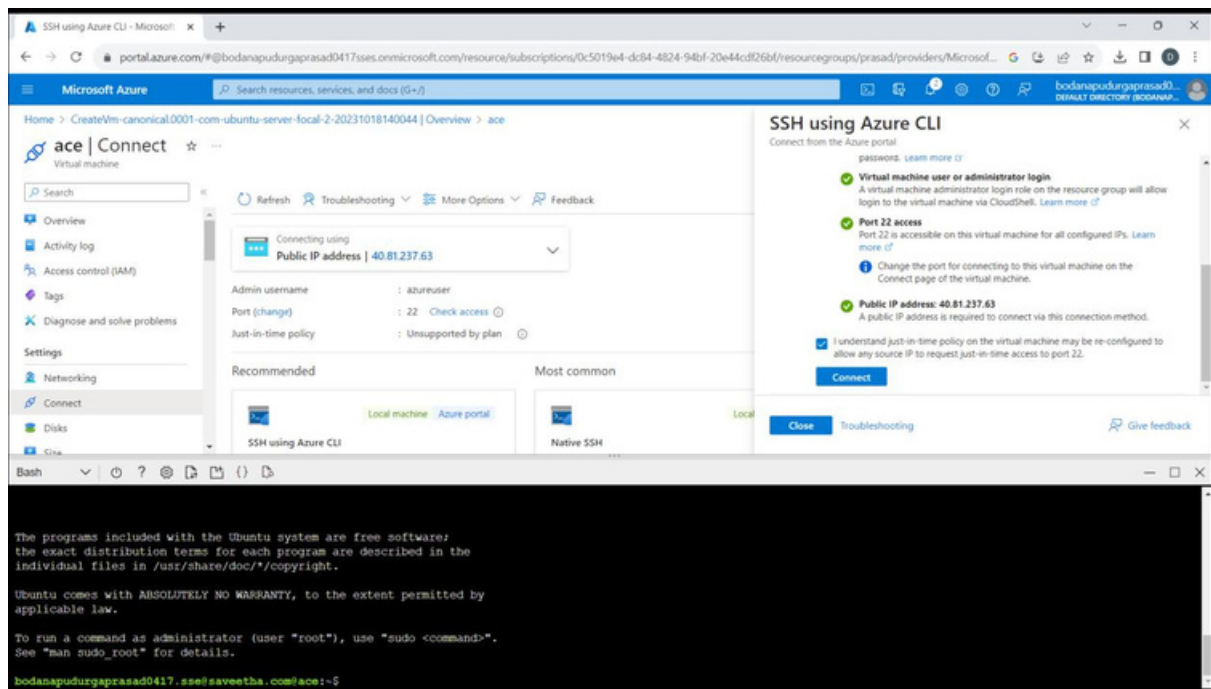 SSH using Azure CLI - Microsoft
portal.azure.com/#@bodanapudurgaprasad0417sses.onmicrosoft.com/resource/subscriptions/0c5019e4-dc84-4824-94bf-20e44cdf26bf/resourcegroups/prasad/providers/Microsof...
Microsoft Azure
Search resources, services, and docs (G+/)
bodanapudurgaprasad0...
DEFAULT DIRECTORY (BODANAP...
Home > CreateVm-canonical.0001-com-ubuntu-server-focal-2-20231018140044 | Overview > ace
ace | Connect
Virtual machine
Search
Overview
Activity log
Access control (IAM)
Tags
Diagnose and solve problems
Settings
Networking
Connect
Disks
Size
Refresh Troubleshooting More Options Feedback
Connecting using
Public IP address | 40.81.237.63
Admin username : azureuser
Port (change) : 22 Check access
Just-in-time policy : Unsupported by plan
Recommended
Most common
Local machine Azure portal
SSH using Azure CLI
Local
Native SSH
SSH using Azure CLI
Connect from the Azure portal
password. Learn more
Virtual machine user or administrator login
A virtual machine administrator login role on the resource group will allow
login to the virtual machine via CloudShell. Learn more
Port 22 access
Port 22 is accessible on this virtual machine for all configured IPs. Learn
more
Change the port for connecting to this virtual machine on the
Connect page of the virtual machine.
Public IP address: 40.81.237.63
A public IP address is required to connect via this connection method.
I understand just-in-time policy on the virtual machine may be re-configured to
allow any source IP to request just-in-time access to port 22.
Connect
Close Troubleshooting Give feedback
Bash
The programs included with the Ubuntu system are free software;
the exact distribution terms for each program are described in the
individual files in /usr/share/doc/*/copyright.
Ubuntu comes with ABSOLUTELY NO WARRANTY, to the extent permitted by
applicable law.
To run a command as administrator (user "root"), use "sudo <command>".
See "man sudo_root" for details.
bodanapudurgaprasad0417.sse@saveetha.com@ace:~$